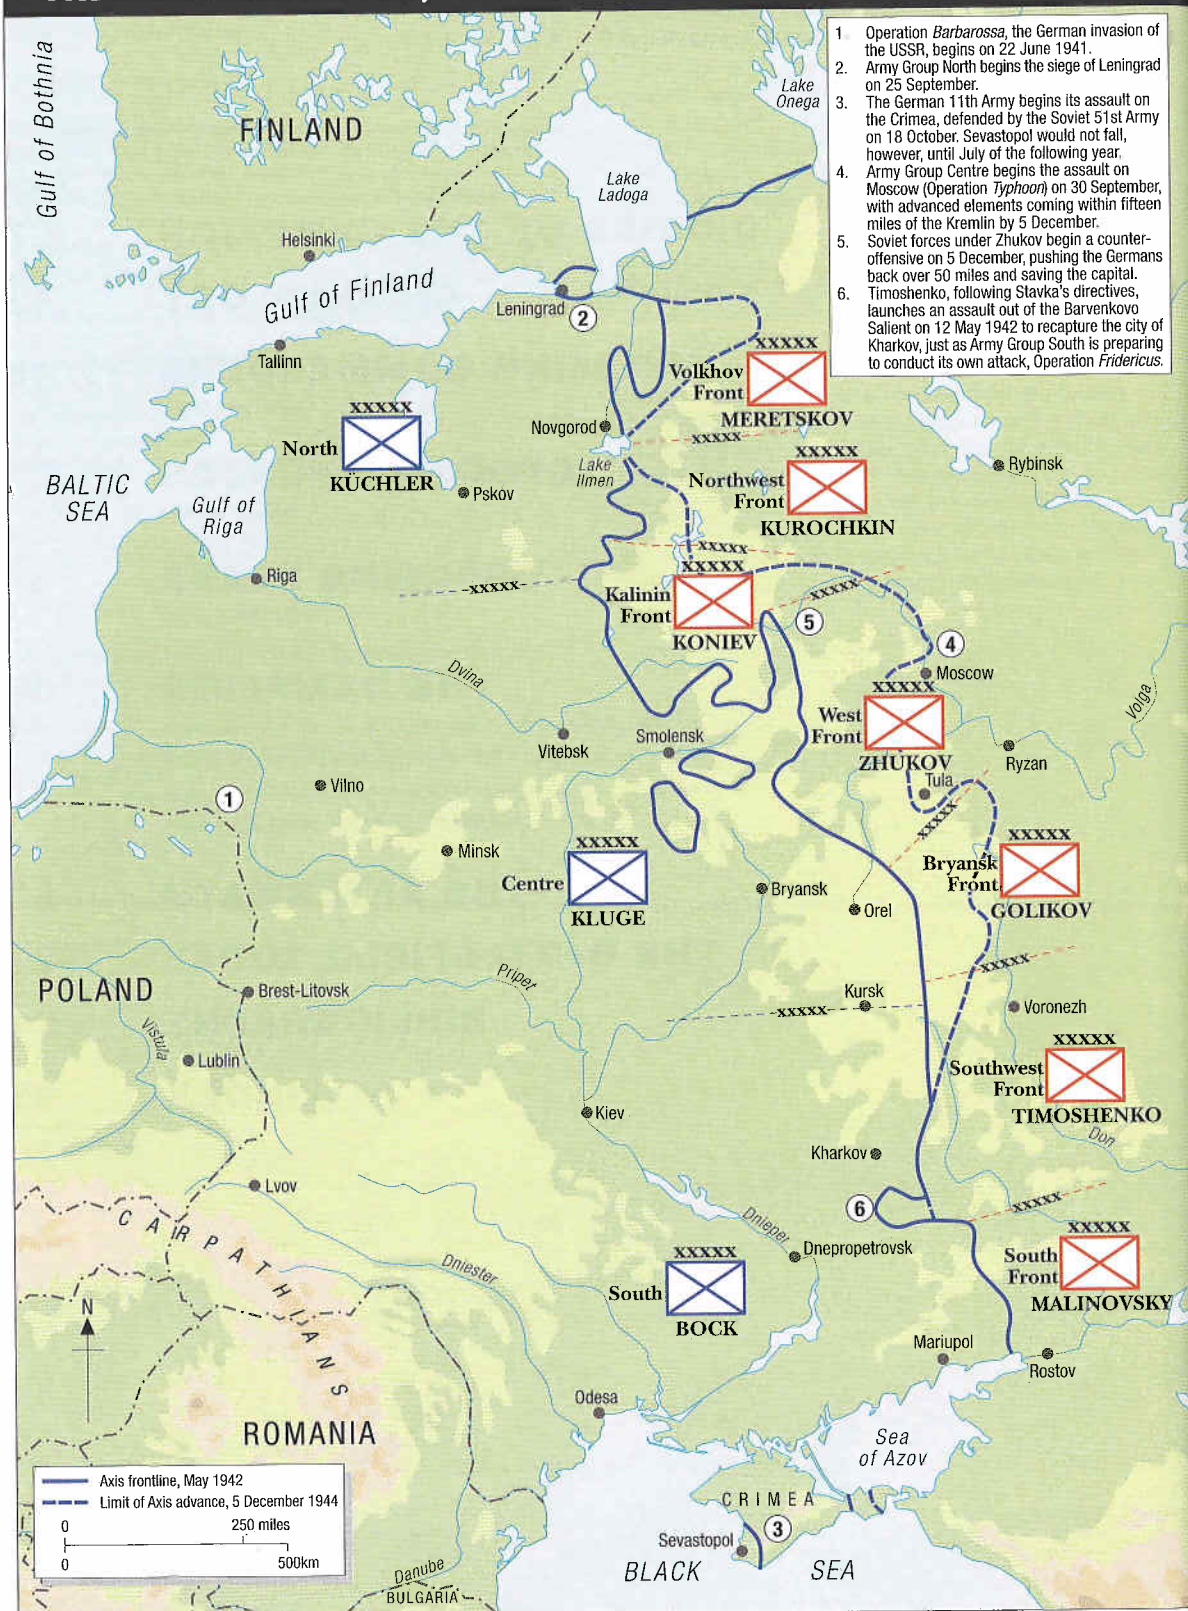 1 Operation Barbarossa, the German invasion of
the USSR, begins on 22 June 1941.
2. Army Group North begins the siege of Leningrad
on 25 September.
3. The German 11th Army begins its assault on
the Crimea, defended by the Soviet 51st Army
on 18 October. Sevastopol would not fall,
however, until July of the following year.
4. Army Group Centre begins the assault on
Moscow (Operation Typhoon) on 30 September,
with advanced elements coming within fifteen
miles of the Kremlin by 5 December.
5. Soviet forces under Zhukov begin a counter-
offensive on 5 December, pushing the Germans
back over 50 miles and saving the capital.
6. Timoshenko, following Stavka's directives,
launches an assault out of the Barvenkovo
Salient on 12 May 1942 to recapture the city of
Kharkov, just as Army Group South is preparing
to conduct its own attack, Operation Fridericus.
Gulf of Bothnia
FINLAND
Lake
Onega
Lake
Ladoga
Helsinki
Gulf of Finland
Leningrad
2
Tallinn
XXXXX
Volkhov
Front
MERETSKOV
XXXXX
XXXXX
North
KÜCHLER
Novgorod
Lake
Ilmen
XXXXX
Northwest
Front
KUROCHKIN
Rybinsk
BALTIC
SEA
Gulf of
Riga
Pskov
XXXXX
Riga
XXXXX
XXXXX
Kalinin
Front
KONIEV
XXXXX
5
4
Moscow
Dvina
Volga
XXXXX
West
Front
ZHUKOV
Vitebsk
Smolensk
Ryzan
Tula
Vilno
1
XXXXX
Minsk
XXXXX
Centre
KLUGE
Bryansk
Orel
XXXXX
Bryansk
Front
GOLIKOV
XXXXX
POLAND
Brest-Litovsk
Pripet
Kursk
XXXXX
Voronezh
Vistula
Lublin
XXXXX
Southwest
Front
TIMOSHENKO
Don
Kiev
Kharkov
Lvov
6
XXXXX
CARPATHIANS
Dnieper
Dnepropetrovsk
Dniester
XXXXX
South
BOCK
XXXXX
South
Front
MALINOVSKY
N
Mariupol
Rostov
Odesa
ROMANIA
Sea
of Azov
CRIMEA
3
Sevastopol
BLACK SEA
Danube
BULGARIA
Axis frontline, May 1942
Limit of Axis advance, 5 December 1944
0 250 miles
0 500km